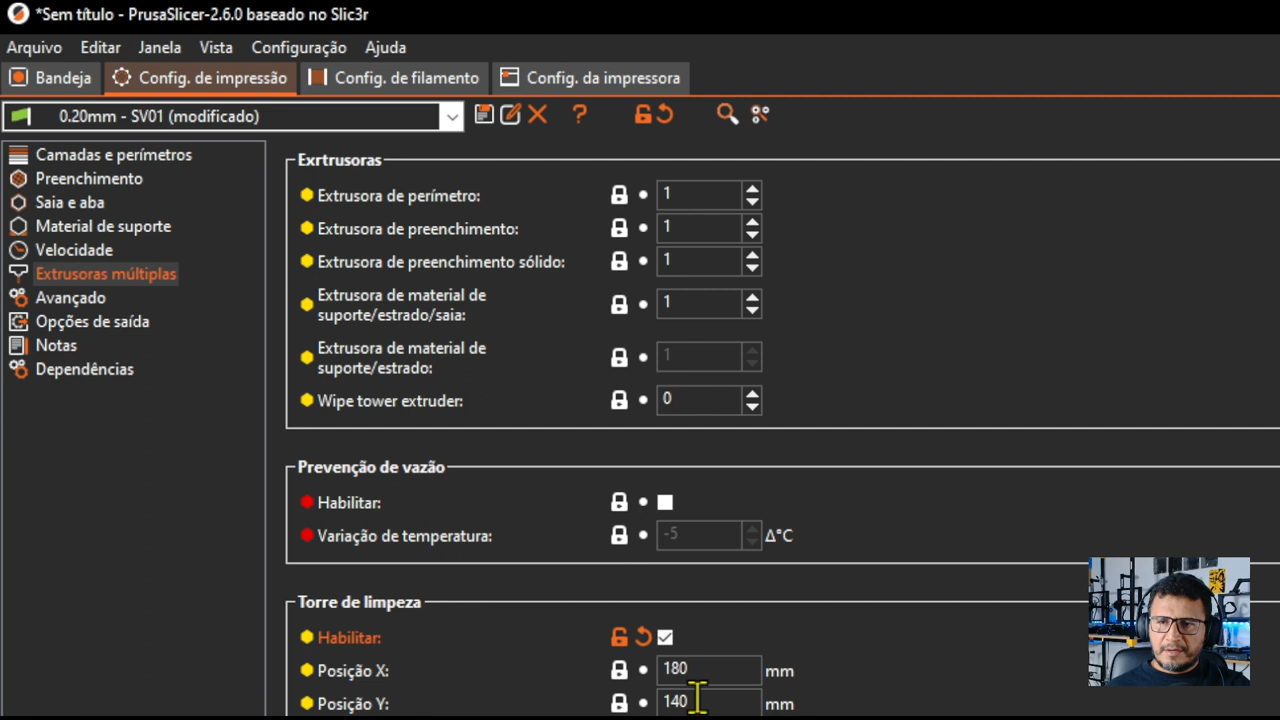 *Sem título - PrusaSlicer-2.6.0 baseado no Slic3r
Arquivo Editar Janela Vista Configuração Ajuda
Bandeja Config. de impressão Config. de filamento Config. da impressora
0.20mm - SV01 (modificado)
Camadas e perímetros
Preenchimento
Saia e aba
Material de suporte
Velocidade
Extrusoras múltiplas
Avançado
Opções de saída
Notas
Dependências
Exrtrusoras
Extrusora de perímetro: 1
Extrusora de preenchimento: 1
Extrusora de preenchimento sólido: 1
Extrusora de material de
suporte/estrado/saia: 1
Extrusora de material de
suporte/estrado: 1
Wipe tower extruder: 0
Prevenção de vazão
Habilitar:
Variação de temperatura: -5 Δ°C
Torre de limpeza
Habilitar:
Posição X: 180 mm
Posição Y: 140 mm